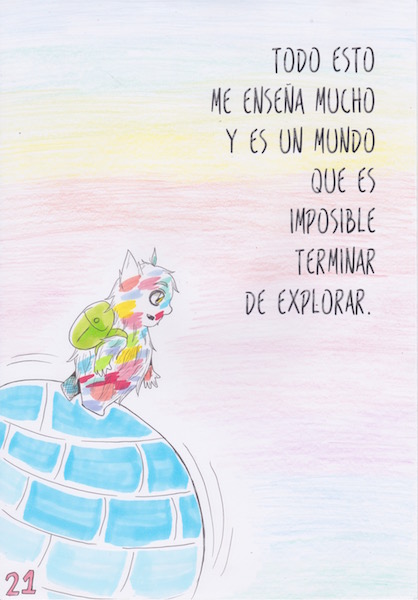 TODO ESTO
ME ENSEÑA MUCHO
Y ES UN MUNDO
QUE ES
IMPOSIBLE
TERMINAR
DE EXPLORAR.
21